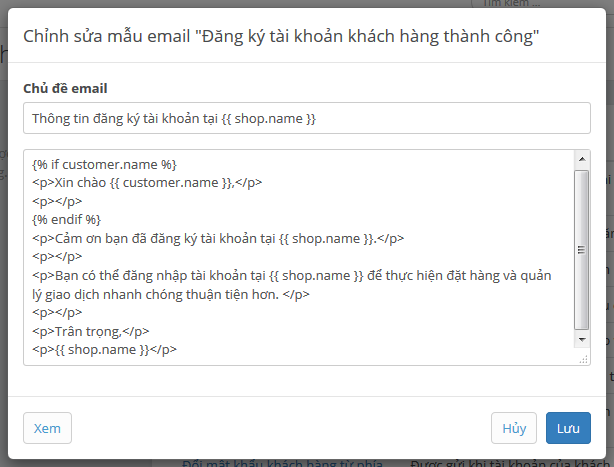 Tìm kiếm ...
Chỉnh sửa mẫu email "Đăng ký tài khoản khách hàng thành công"
Chủ đề email
Thông tin đăng ký tài khoản tại {{ shop.name }}
{% if customer.name %}
<p>Xin chào {{ customer.name }},</p>
<p></p>
{% endif %}
<p>Cảm ơn bạn đã đăng ký tài khoản tại {{ shop.name }}.</p>
<p></p>
<p>Bạn có thể đăng nhập tài khoản tại {{ shop.name }} để thực hiện đặt hàng và quản
lý giao dịch nhanh chóng thuận tiện hơn. </p>
<p></p>
<p>Trân trọng,</p>
<p>{{ shop.name }}</p>
Xem
Hủy
Lưu
Đổi mật khẩu khách hàng từ phía
Được gửi khi tài khoản của khách